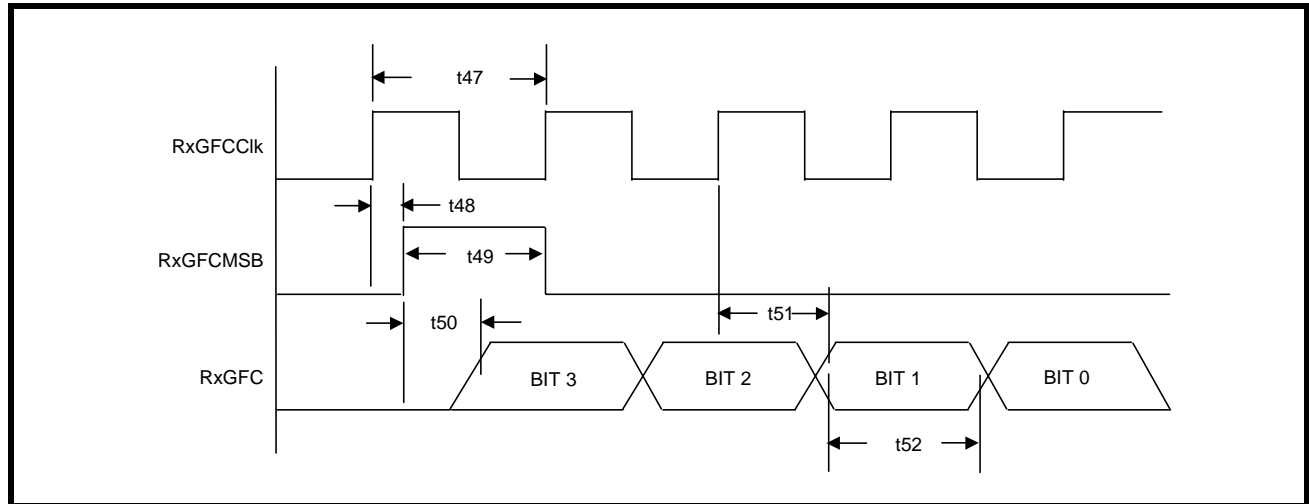 t47
RxGFCClk
t48
RxGFCMSB
t49
t50
t51
RxGFC
BIT 3
BIT 2
BIT 1
BIT 0
t52